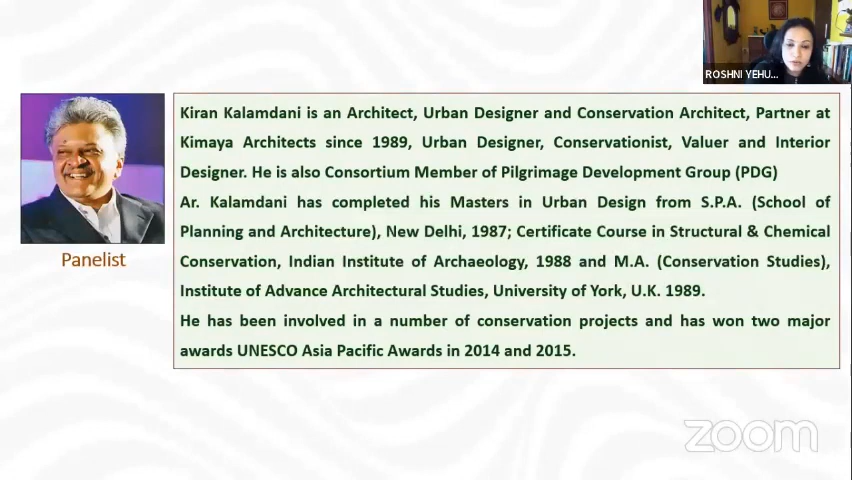 ROSHNI YEHU...
Kiran Kalamdani is an Architect, Urban Designer and Conservation Architect, Partner at
Kimaya Architects since 1989, Urban Designer, Conservationist, Valuer and Interior
Designer. He is also Consortium Member of Pilgrimage Development Group (PDG)
Ar. Kalamdani has completed his Masters in Urban Design from S.P.A. (School of
Planning and Architecture), New Delhi, 1987; Certificate Course in Structural & Chemical
Conservation, Indian Institute of Archaeology, 1988 and M.A. (Conservation Studies),
Institute of Advance Architectural Studies, University of York, U.K. 1989.
He has been involved in a number of conservation projects and has won two major
awards UNESCO Asia Pacific Awards in 2014 and 2015.
Panelist
zoom